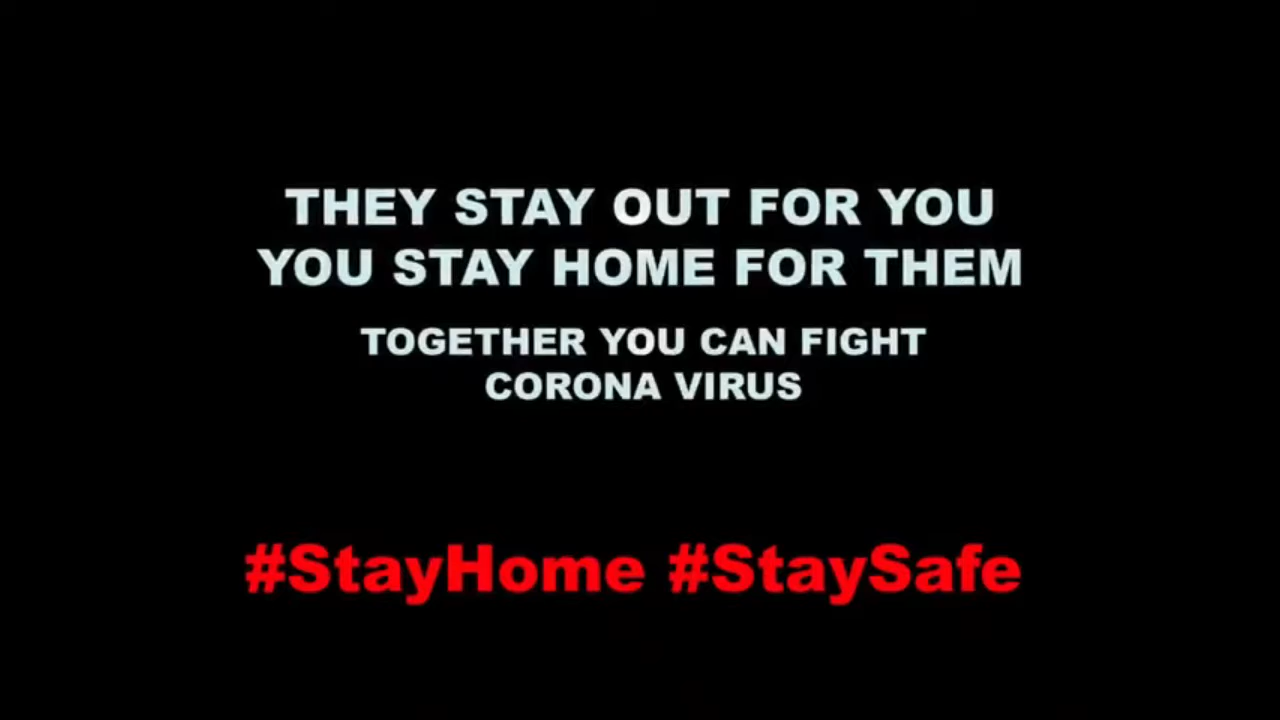 THEY STAY OUT FOR YOU
YOU STAY HOME FOR THEM
TOGETHER YOU CAN FIGHT
CORONA VIRUS
#StayHome #StaySafe